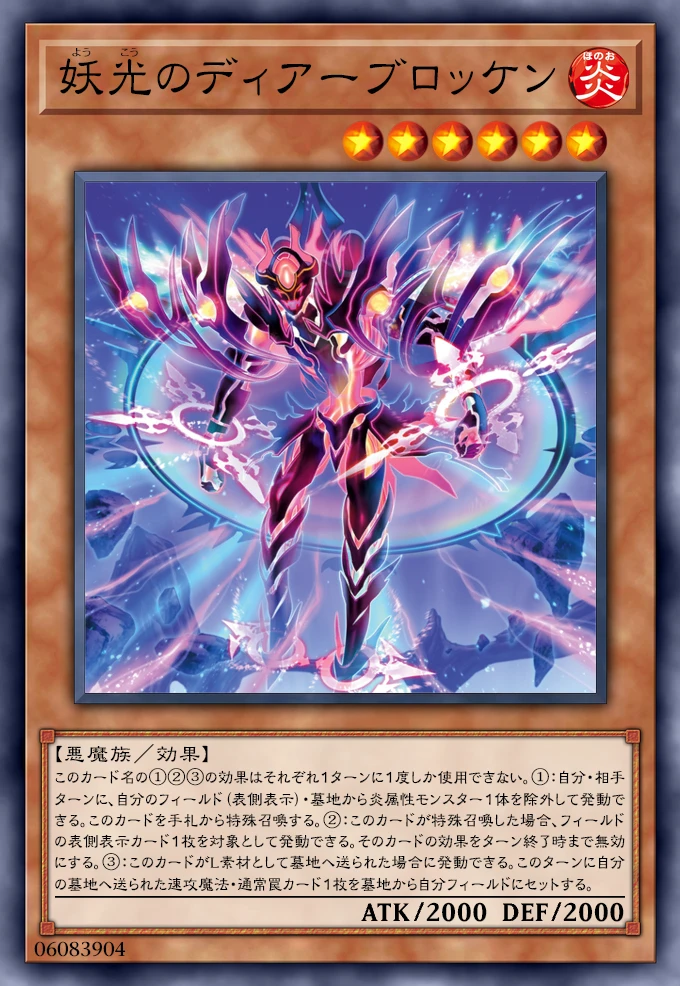 よう こう
妖光のディアーブロッケン
ほのお
炎
【悪魔族／効果】
このカード名の①②③の効果はそれぞれ1ターンに1度しか使用できない。①：自分・相手
ターンに、自分のフィールド(表側表示)・墓地から炎属性モンスター1体を除外して発動で
きる。このカードを手札から特殊召喚する。②：このカードが特殊召喚した場合、フィールド
の表側表示カード1枚を対象として発動できる。そのカードの効果をターン終了時まで無効
にする。③：このカードがL素材として墓地へ送られた場合に発動できる。このターンに自分
の墓地へ送られた速攻魔法・通常罠カード1枚を墓地から自分フィールドにセットする。
ATK/2000 DEF/2000
06083904